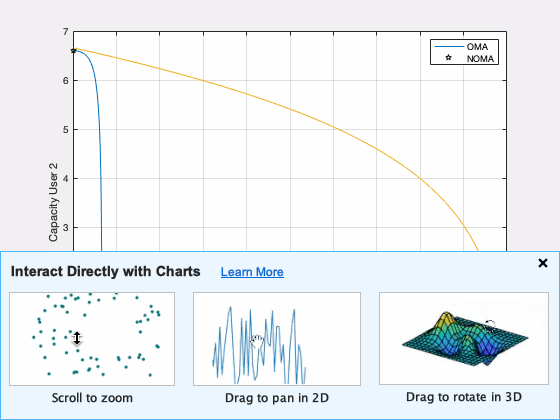 7
OMA
NOMA
6
5
4
3
Capacity User 2
Interact Directly with Charts Learn More
Scroll to zoom
Drag to pan in 2D
Drag to rotate in 3D